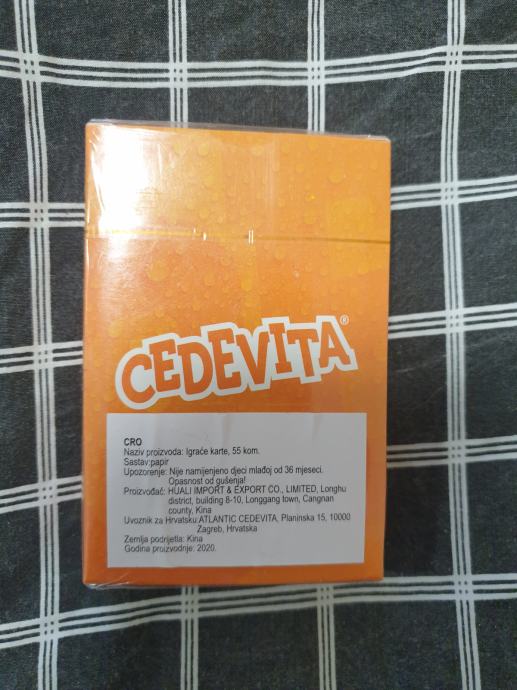 CEDEVITA®
CRO
Naziv proizvoda: Igraće karte, 55 kom.
Sastav:papir
Upozorenje: Nije namijenjeno djeci mlađoj od 36 mjeseci.
Opasnost od gušenja!
Proizvođač: HUALI IMPORT & EXPORT CO., LIMITED, Longhu
district, building 8-10, Longgang town, Cangnan
county, Kina
Uvoznik za Hrvatsku:ATLANTIC CEDEVITA, Planinska 15, 10000
Zagreb, Hrvatska
Zemlja podrijetla: Kina
Godina proizvodnje: 2020.